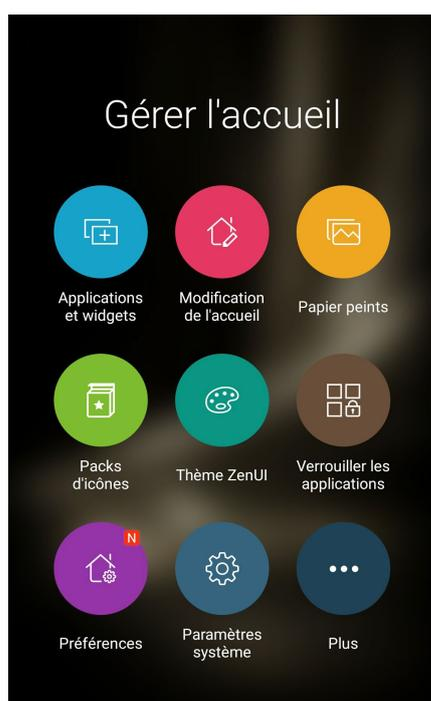 Gérer l'accueil
Applications
et widgets
Modification
de l'accueil
Papier peints
Packs
d'icônes
Thème ZenUI
Verrouiller les
applications
N
Préférences
Paramètres
système
Plus